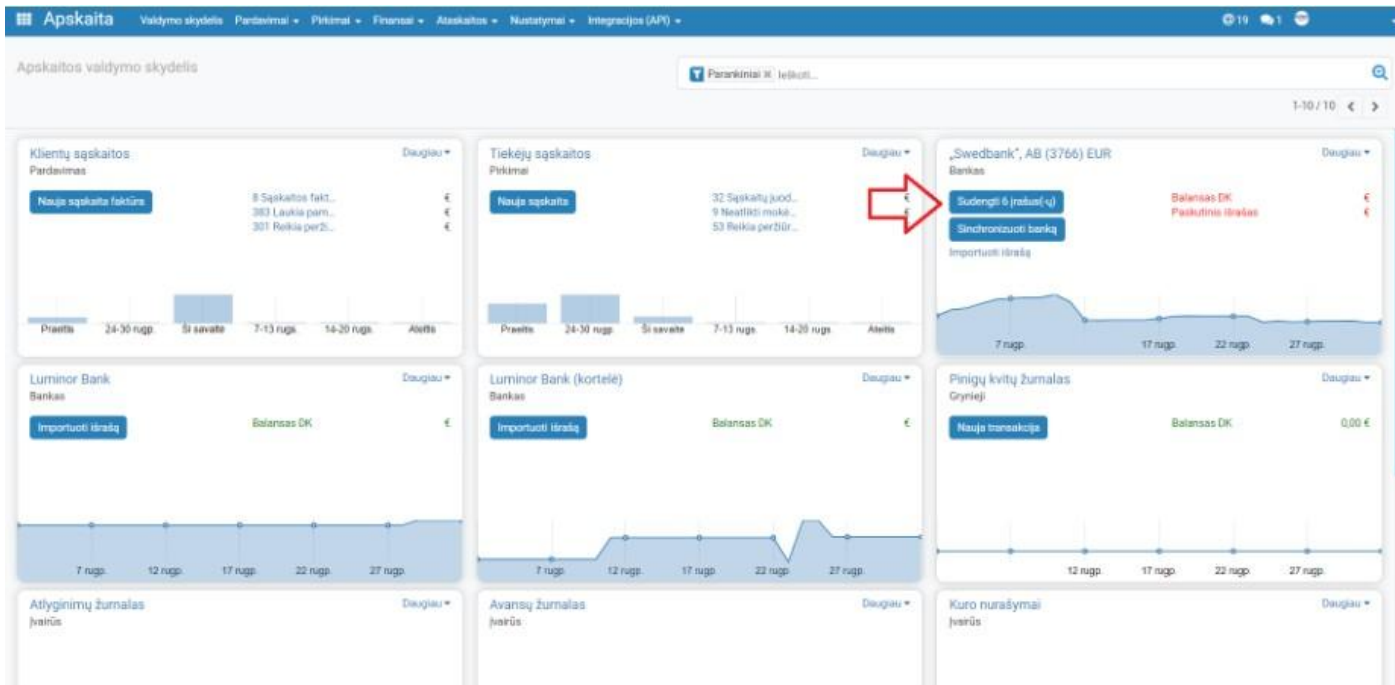 Apskaita Valdymo skydelis Pardavimai Pirkimai Finansai Ataskaitos Nustatymai Integracijos (API) 19 1
Apskaitos valdymo skydelis
Parankiniai × Ieškoti...
1-10 / 10
Klientų sąskaitos Daugiau
Pardavimas
Nauja sąskaita faktūra
8 Sąskaitos fakt... €
383 Laukia pam... €
301 Reikia perži... €
Praeitis 24-30 rugp. Ši savaitė 7-13 rugs. 14-20 rugs. Ateitis
Tiekėjų sąskaitos Daugiau
Pirkimai
Nauja sąskaita
32 Sąskaitų juod... €
9 Neatlikti mokė... €
53 Reikia peržiūr...
Praeitis 24-30 rugp. Ši savaitė 7-13 rugs. 14-20 rugs. Ateitis
„Swedbank", AB (3766) EUR Daugiau
Bankas
Sudengti 6 įrašus(-ų)
Balansas DK €
Paskutinis išrašas €
Sinchronizuoti banką
Importuoti išrašą
7 rugp. 17 rugp. 22 rugp. 27 rugp.
Luminor Bank Daugiau
Bankas
Importuoti išrašą
Balansas DK €
7 rugp. 12 rugp. 17 rugp. 22 rugp. 27 rugp.
Luminor Bank (kortelė) Daugiau
Bankas
Importuoti išrašą
Balansas DK €
7 rugp. 12 rugp. 17 rugp. 22 rugp. 27 rugp.
Pinigų kvitų žurnalas Daugiau
Grynieji
Nauja transakcija
Balansas DK 0,00 €
12 rugp. 17 rugp. 22 rugp. 27 rugp.
Atlyginimų žurnalas Daugiau
Įvairūs
Avansų žurnalas Daugiau
Įvairūs
Kuro nurašymai Daugiau
Įvairūs